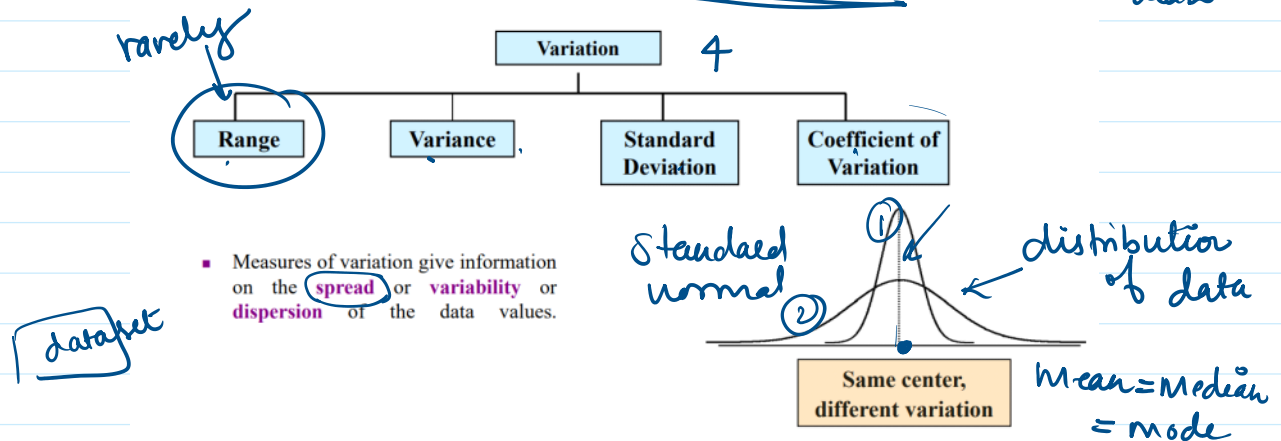 rarely
Variation 4
Range
Variance
Standard
Deviation
Coefficient of
Variation
▪ Measures of variation give information
on the spread or variability or
dispersion of the data values.
dataset
Standard
normal
1
2
distribution
of data
Same center,
different variation
Mean = Median
= mode